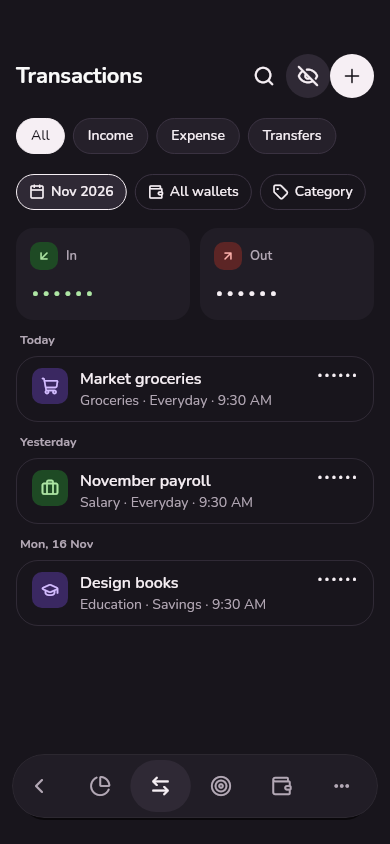 Transactions
All
Income
Expense
Transfers
Nov 2026
All wallets
Category
In
Out
••••••
••••••
Today
Market groceries
••••••
Groceries · Everyday · 9:30 AM
Yesterday
November payroll
••••••
Salary · Everyday · 9:30 AM
Mon, 16 Nov
Design books
••••••
Education · Savings · 9:30 AM